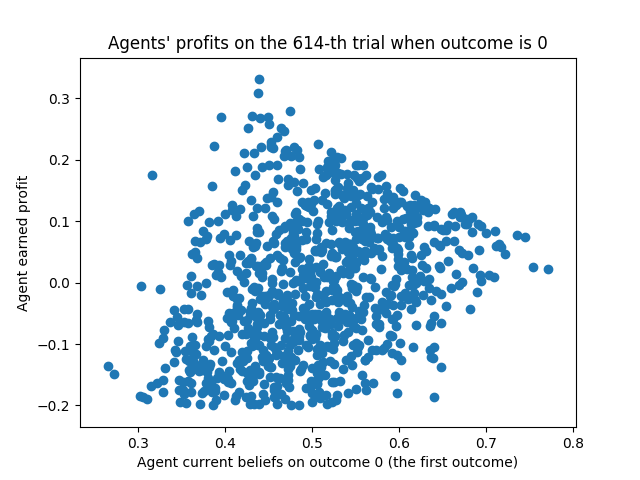 Agents' profits on the 614-th trial when outcome is 0
Agent earned profit
0.3
0.2
0.1
0.0
−0.1
−0.2
0.3 0.4 0.5 0.6 0.7 0.8
Agent current beliefs on outcome 0 (the first outcome)